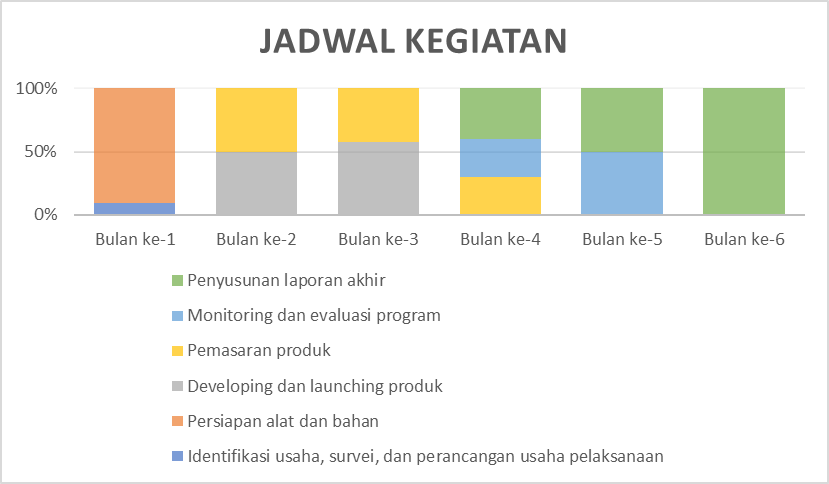 JADWAL KEGIATAN
100%
50%
0%
Bulan ke-1 Bulan ke-2 Bulan ke-3 Bulan ke-4 Bulan ke-5 Bulan ke-6
Penyusunan laporan akhir
Monitoring dan evaluasi program
Pemasaran produk
Developing dan launching produk
Persiapan alat dan bahan
Identifikasi usaha, survei, dan perancangan usaha pelaksanaan